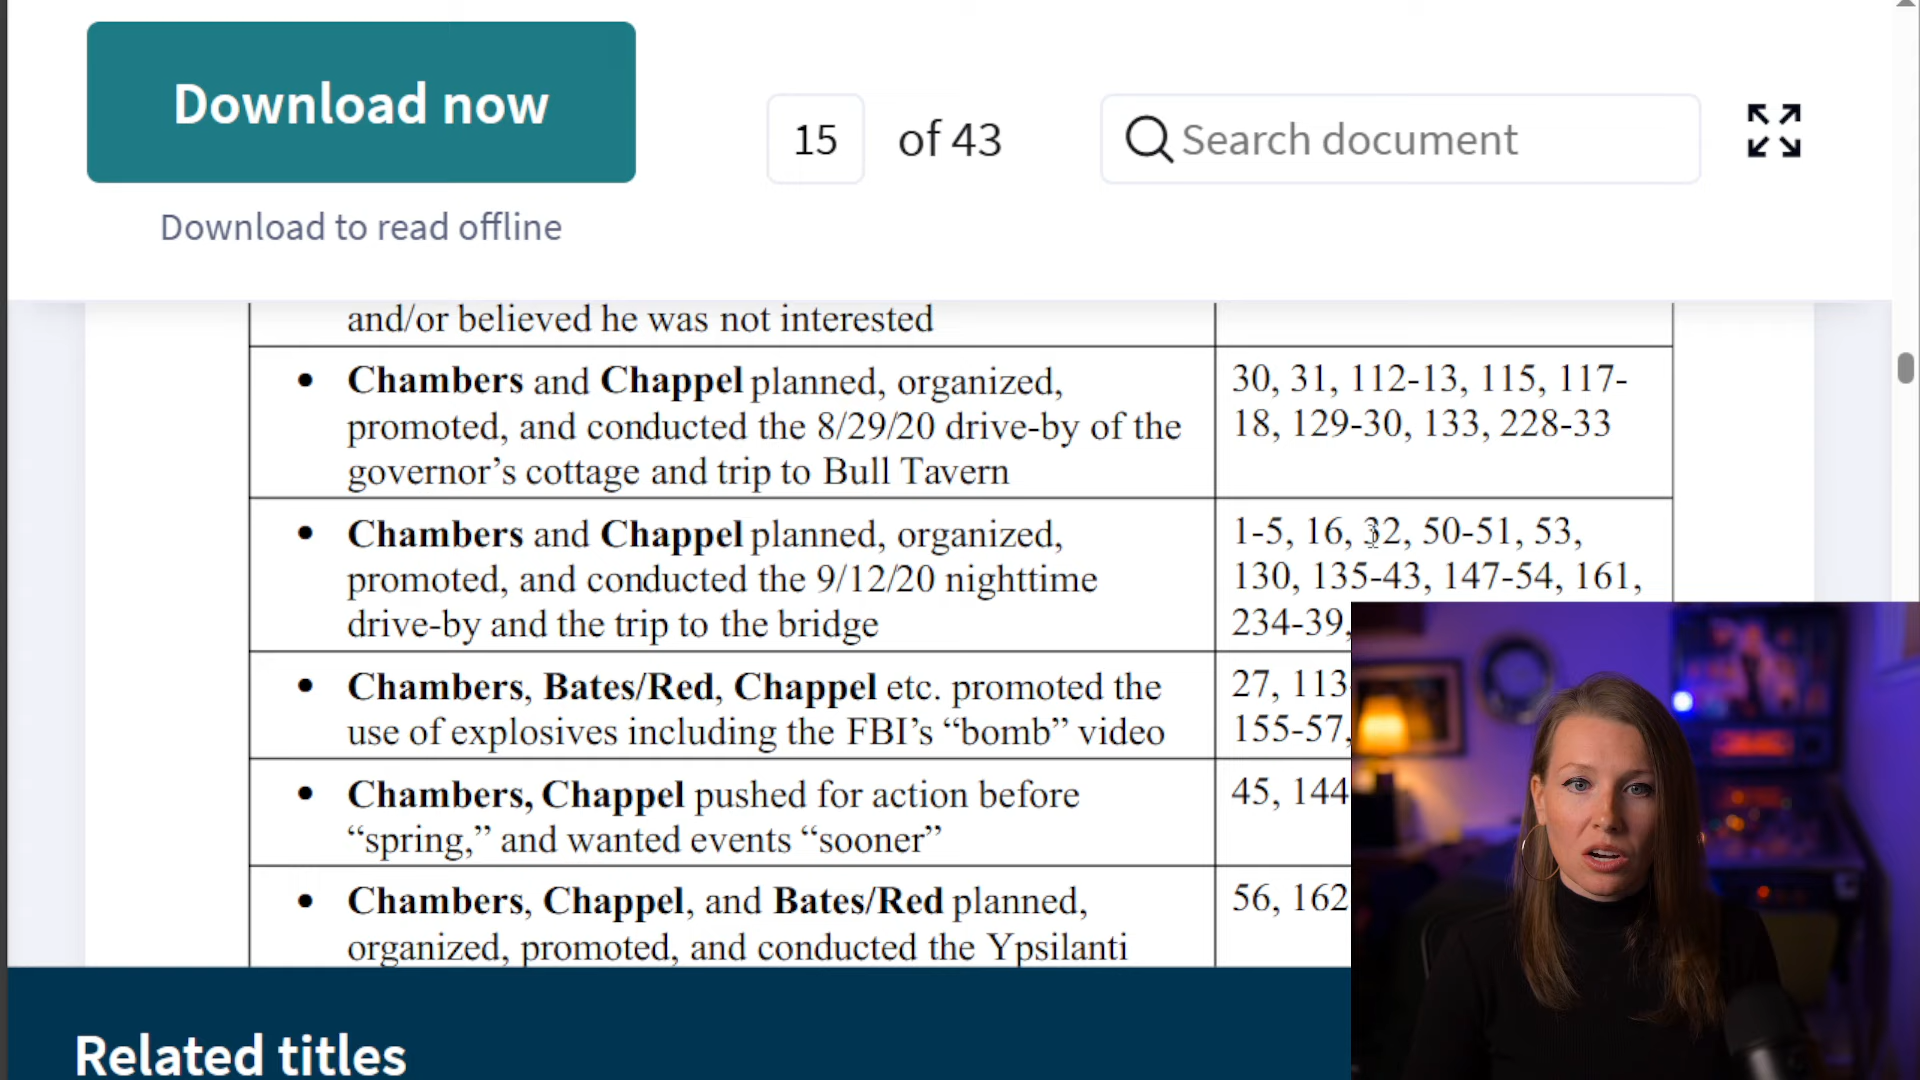 Download now
15 of 43
Search document
Download to read offline
and/or believed he was not interested
• Chambers and Chappel planned, organized,
promoted, and conducted the 8/29/20 drive-by of the
governor's cottage and trip to Bull Tavern
30, 31, 112-13, 115, 117-
18, 129-30, 133, 228-33
• Chambers and Chappel planned, organized,
promoted, and conducted the 9/12/20 nighttime
drive-by and the trip to the bridge
1-5, 16, 32, 50-51, 53,
130, 135-43, 147-54, 161,
234-39,
• Chambers, Bates/Red, Chappel etc. promoted the
use of explosives including the FBI's “bomb” video
27, 113
155-57,
• Chambers, Chappel pushed for action before
“spring,” and wanted events “sooner”
45, 144
• Chambers, Chappel, and Bates/Red planned,
organized, promoted, and conducted the Ypsilanti
56, 162
Related titles